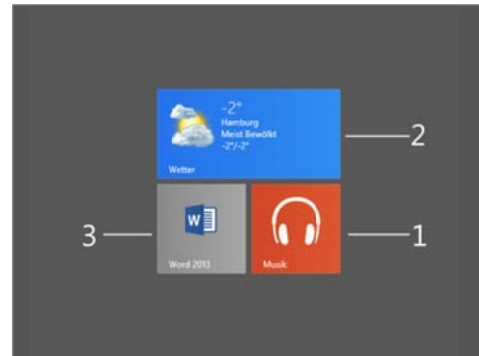 -2°
Hamburg
Meist Bewölkt
-2°/-2°
Wetter
2
3
W
Word 2013
Musik
1